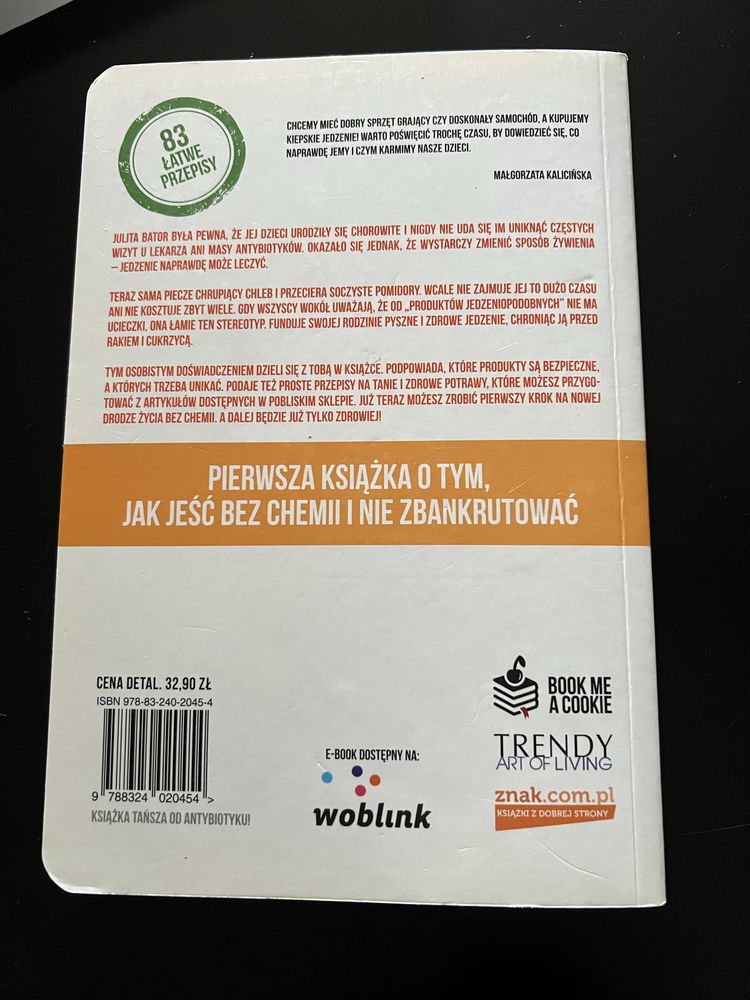 83
ŁATWE
PRZEPISY
CHCEMY MIEĆ DOBRY SPRZĘT GRAJĄCY CZY DOSKONAŁY SAMOCHÓD, A KUPUJEMY
KIEPSKIE JEDZENIE! WARTO POŚWIĘCIĆ TROCHĘ CZASU, BY DOWIEDZIEĆ SIĘ, CO
NAPRAWDĘ JEMY I CZYM KARMIMY NASZE DZIECI.
MAŁGORZATA KALICIŃSKA
JULITA BATOR BYŁA PEWNA, ŻE JEJ DZIECI URODZIŁY SIĘ CHOROWITE I NIGDY NIE UDA SIĘ IM UNIKNĄĆ CZĘSTYCH
WIZYT U LEKARZA ANI MASY ANTYBIOTYKÓW. OKAZAŁO SIĘ JEDNAK, ŻE WYSTARCZY ZMIENIĆ SPOSÓB ŻYWIENIA
– JEDZENIE NAPRAWDĘ MOŻE LECZYĆ.
TERAZ SAMA PIECZE CHRUPIĄCY CHLEB I PRZECIERA SOCZYSTE POMIDORY. WCALE NIE ZAJMUJE JEJ TO DUŻO CZASU
ANI NIE KOSZTUJE ZBYT WIELE. GDY WSZYSCY WOKÓŁ UWAŻAJĄ, ŻE OD „PRODUKTÓW JEDZENIOPODOBNYCH” NIE MA
UCIECZKI, ONA ŁAMIE TEN STEREOTYP. FUNDUJE SWOJEJ RODZINIE PYSZNE I ZDROWE JEDZENIE, CHRONIĄC JĄ PRZED
RAKIEM I CUKRZYCĄ.
TYM OSOBISTYM DOŚWIADCZENIEM DZIELI SIĘ Z TOBĄ W KSIĄŻCE. PODPOWIADA, KTÓRE PRODUKTY SĄ BEZPIECZNE,
A KTÓRYCH TRZEBA UNIKAĆ. PODAJE TEŻ PROSTE PRZEPISY NA TANIE I ZDROWE POTRAWY, KTÓRE MOŻESZ PRZYGO-
TOWAĆ Z ARTYKUŁÓW DOSTĘPNYCH W POBLISKIM SKLEPIE. JUŻ TERAZ MOŻESZ ZROBIĆ PIERWSZY KROK NA NOWEJ
DRODZE ŻYCIA BEZ CHEMII. A DALEJ BĘDZIE JUŻ TYLKO ZDROWIEJ!
PIERWSZA KSIĄŻKA O TYM,
JAK JEŚĆ BEZ CHEMII I NIE ZBANKRUTOWAĆ
CENA DETAL. 32,90 ZŁ
ISBN 978-83-240-2045-4
9 788324 020454 >
KSIĄŻKA TAŃSZA OD ANTYBIOTYKU!
E-BOOK DOSTĘPNY NA:
woblink
BOOK ME
A COOKIE
TRENDY
ART OF LIVING
znak.com.pl
KSIĄŻKI Z DOBREJ STRONY